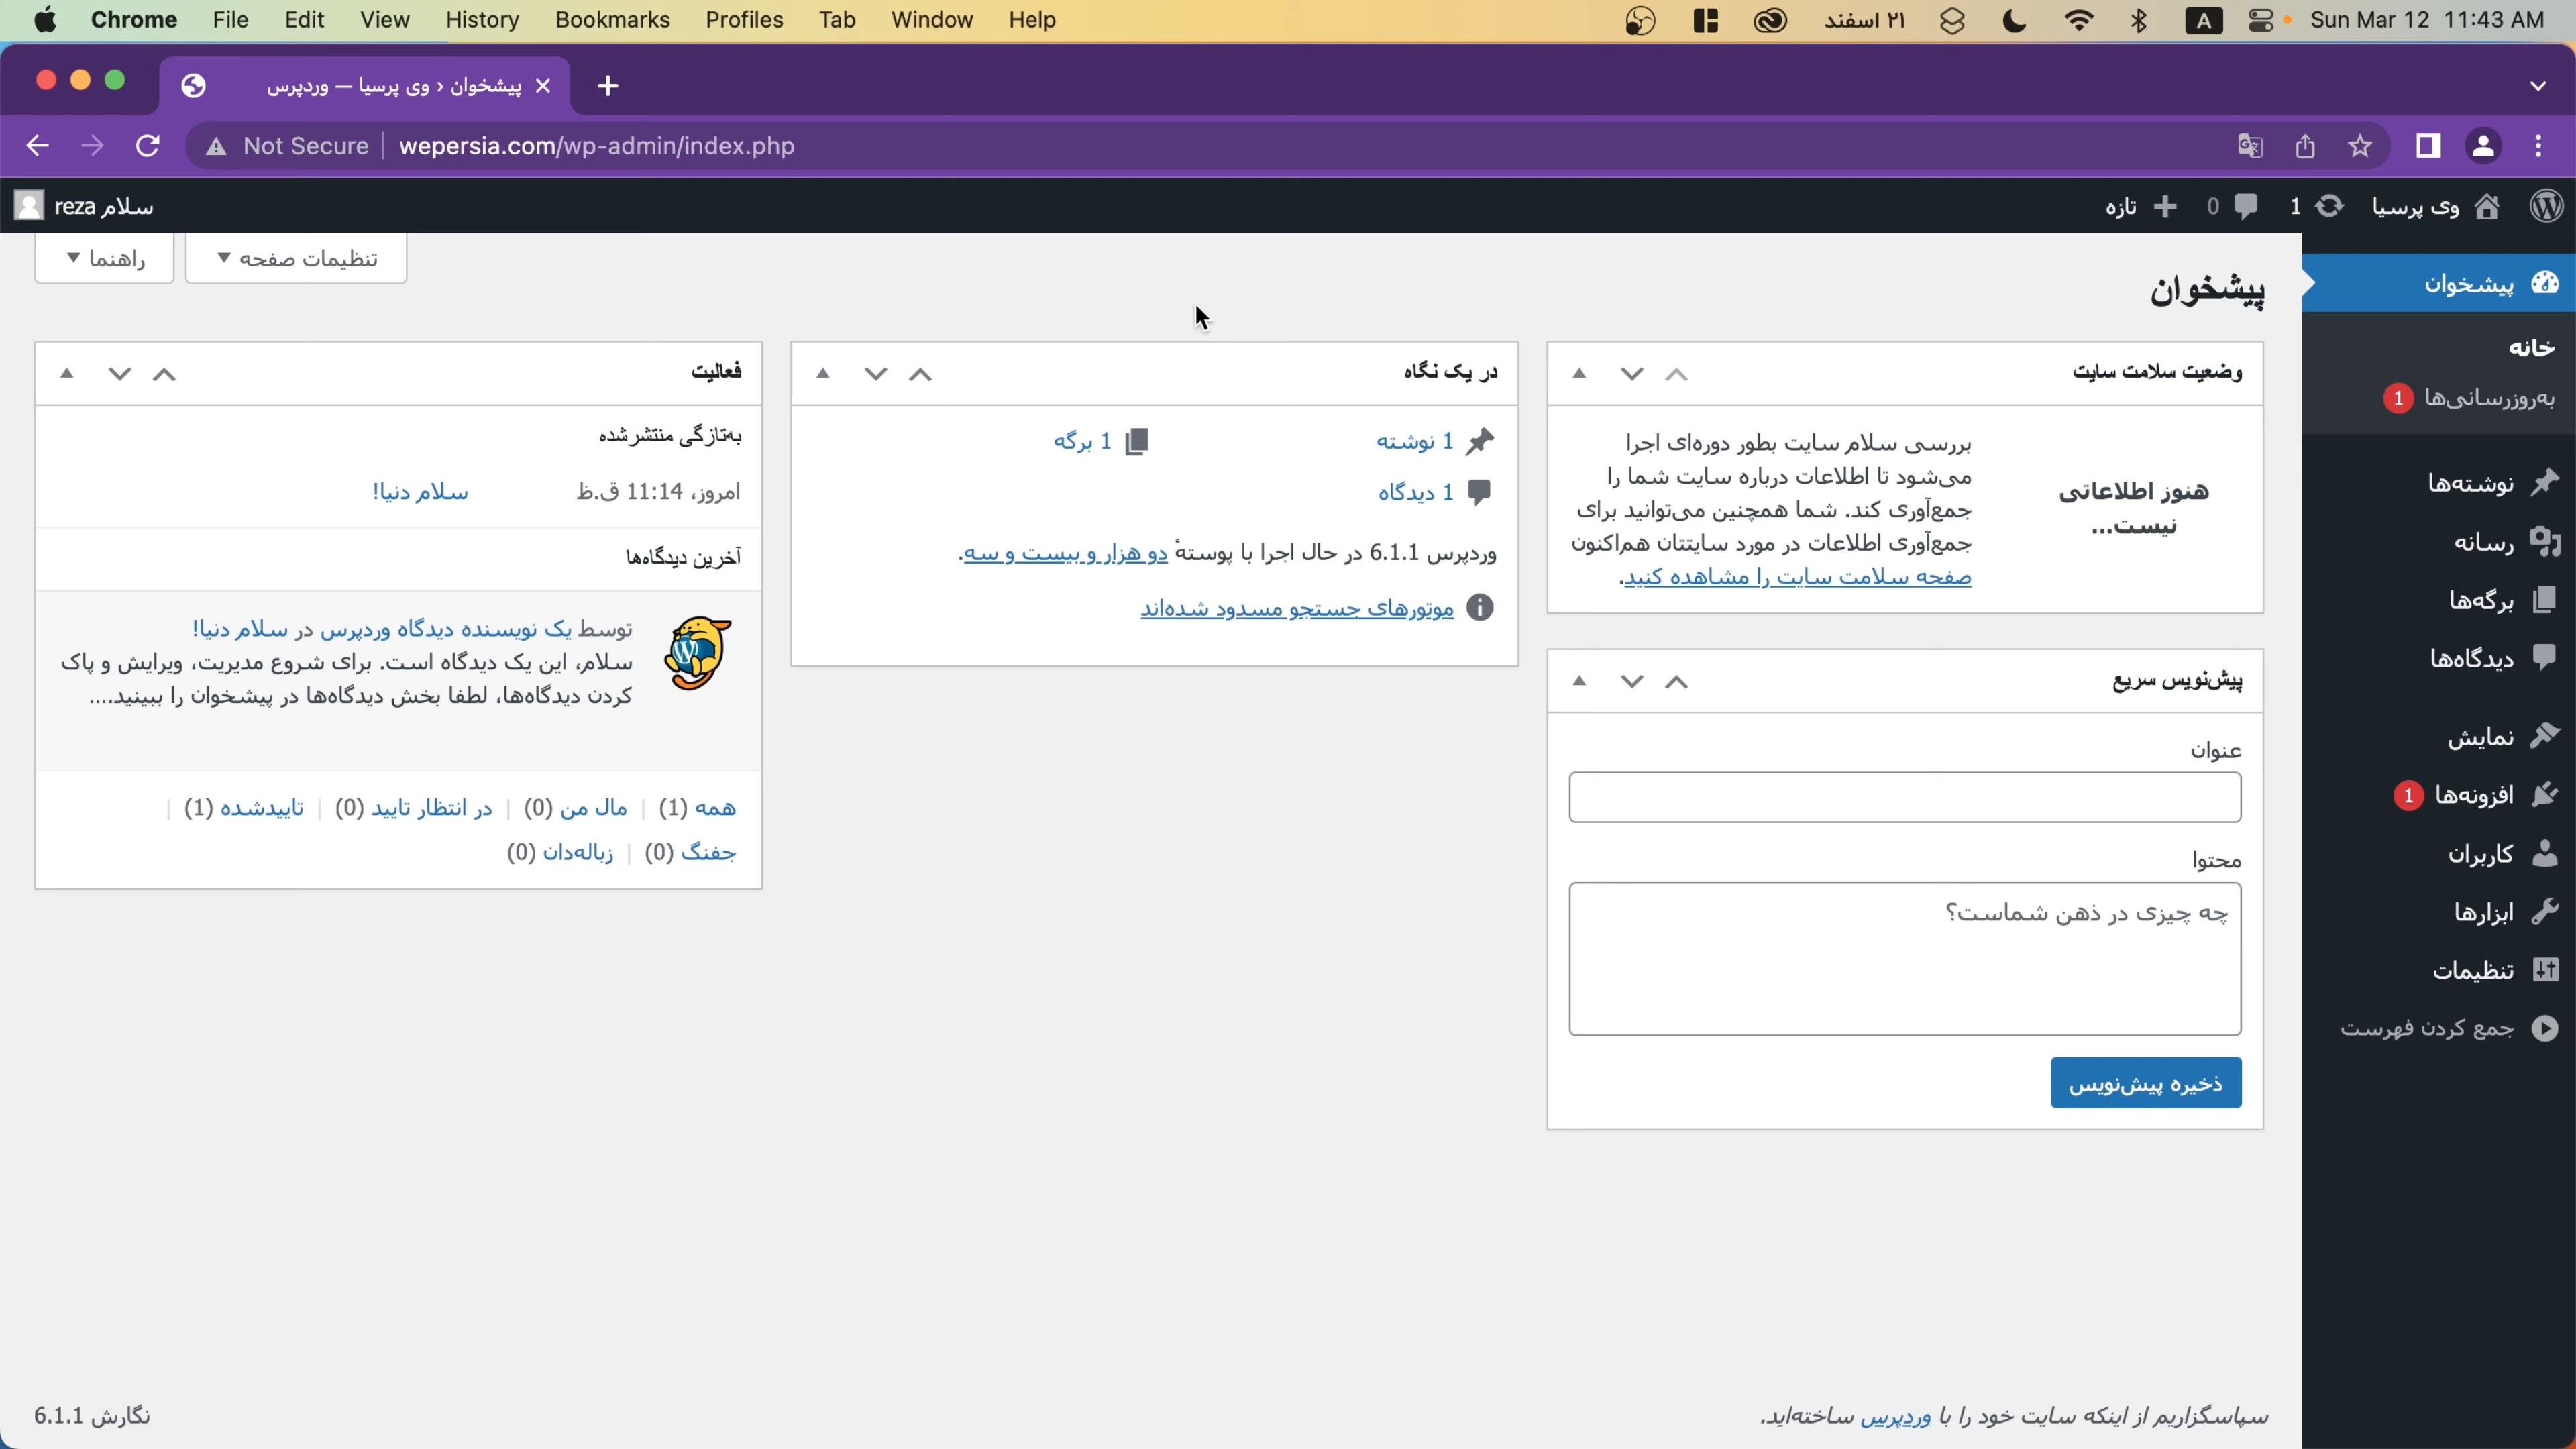 Chrome File Edit View History Bookmarks Profiles Tab Window Help ۲۱ اسفند A Sun Mar 12 11:43 AM
پیشخوان ‹ وی پرسیا — وردپرس
Not Secure wepersia.com/wp-admin/index.php
وی پرسیا 1 0 تازه سلام reza
پیشخوان
خانه
به‌روزرسانی‌ها 1
نوشته‌ها
رسانه
برگه‌ها
دیدگاه‌ها
نمایش
افزونه‌ها 1
کاربران
ابزارها
تنظیمات
جمع کردن فهرست
تنظیمات صفحه راهنما
پیشخوان
وضعیت سلامت سایت
هنوز اطلاعاتی
نیست...
بررسی سلام سایت بطور دوره‌ای اجرا
می‌شود تا اطلاعات درباره سایت شما را
جمع‌آوری کند. شما همچنین می‌توانید برای
جمع‌آوری اطلاعات در مورد سایتتان هم‌اکنون
صفحه سلامت سایت را مشاهده کنید.
پیش‌نویس سریع
عنوان
محتوا
چه چیزی در ذهن شماست؟
ذخیره پیش‌نویس
در یک نگاه
1 نوشته 1 برگه
1 دیدگاه
وردپرس 6.1.1 در حال اجرا با پوستهٔ دو هزار و بیست و سه.
موتورهای جستجو مسدود شده‌اند
فعالیت
به‌تازگی منتشر شده
امروز، 11:14 ق.ظ سلام دنیا!
آخرین دیدگاه‌ها
توسط یک نویسنده دیدگاه وردپرس در سلام دنیا!
سلام، این یک دیدگاه است. برای شروع مدیریت، ویرایش و پاک
کردن دیدگاه‌ها، لطفا بخش دیدگاه‌ها در پیشخوان را ببینید....
همه (1) | مال من (0) | در انتظار تایید (0) | تاییدشده (1) |
جفنگ (0) | زباله‌دان (0)
سپاسگزاریم از اینکه سایت خود را با وردپرس ساخته‌اید.
نگارش 6.1.1